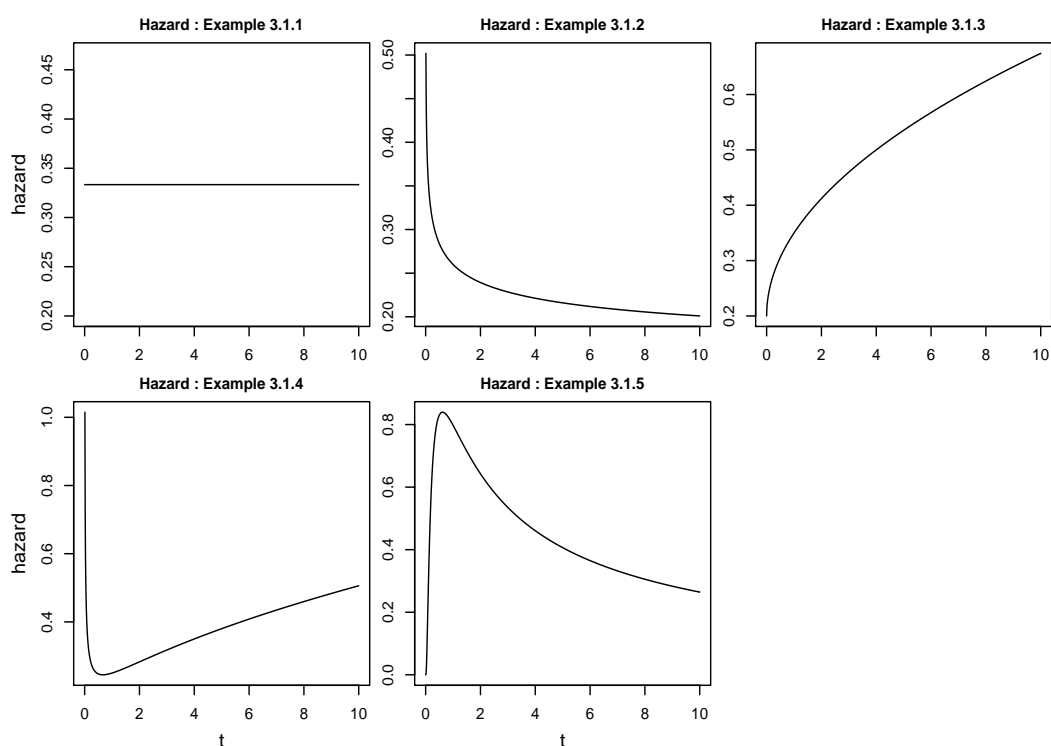 Hazard : Example 3.1.1
hazard
0.45
0.40
0.35
0.30
0.25
0.20
0 2 4 6 8 10
Hazard : Example 3.1.2
0.50
0.40
0.30
0.20
0 2 4 6 8 10
Hazard : Example 3.1.3
0.6
0.5
0.4
0.3
0.2
0 2 4 6 8 10
Hazard : Example 3.1.4
hazard
1.0
0.8
0.6
0.4
0 2 4 6 8 10
t
Hazard : Example 3.1.5
0.8
0.6
0.4
0.2
0.0
0 2 4 6 8 10
t